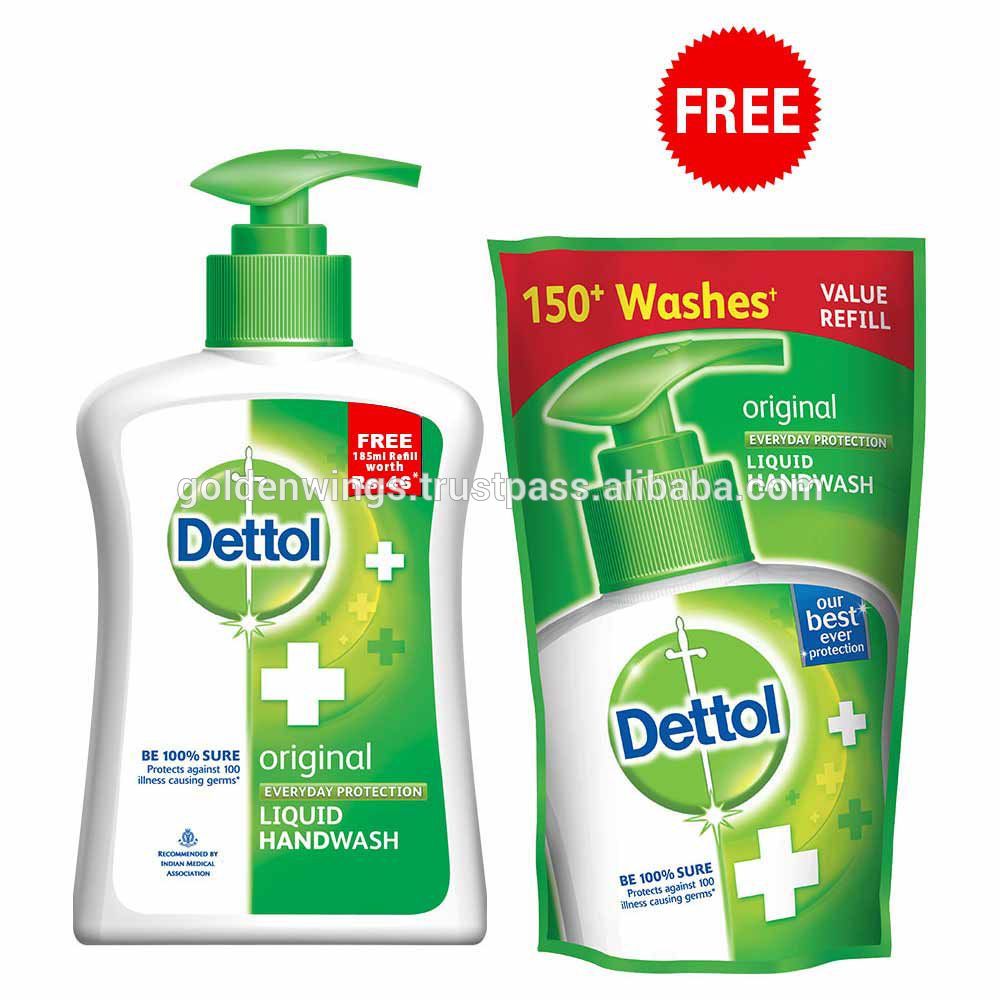 FREE
150+ Washes†
VALUE
REFILL
original
EVERYDAY PROTECTION
LIQUID
HANDWASH
FREE
185ml Refill
worth
Rs.46*
goldenwings.trustpass.alibaba.com
Dettol
BE 100% SURE
Protects against 100
illness causing germs*
original
EVERYDAY PROTECTION
LIQUID
HANDWASH
RECOMMENDED BY
INDIAN MEDICAL
ASSOCIATION
our
best
ever
protection
Dettol
BE 100% SURE
Protects against 100
illness causing germs*